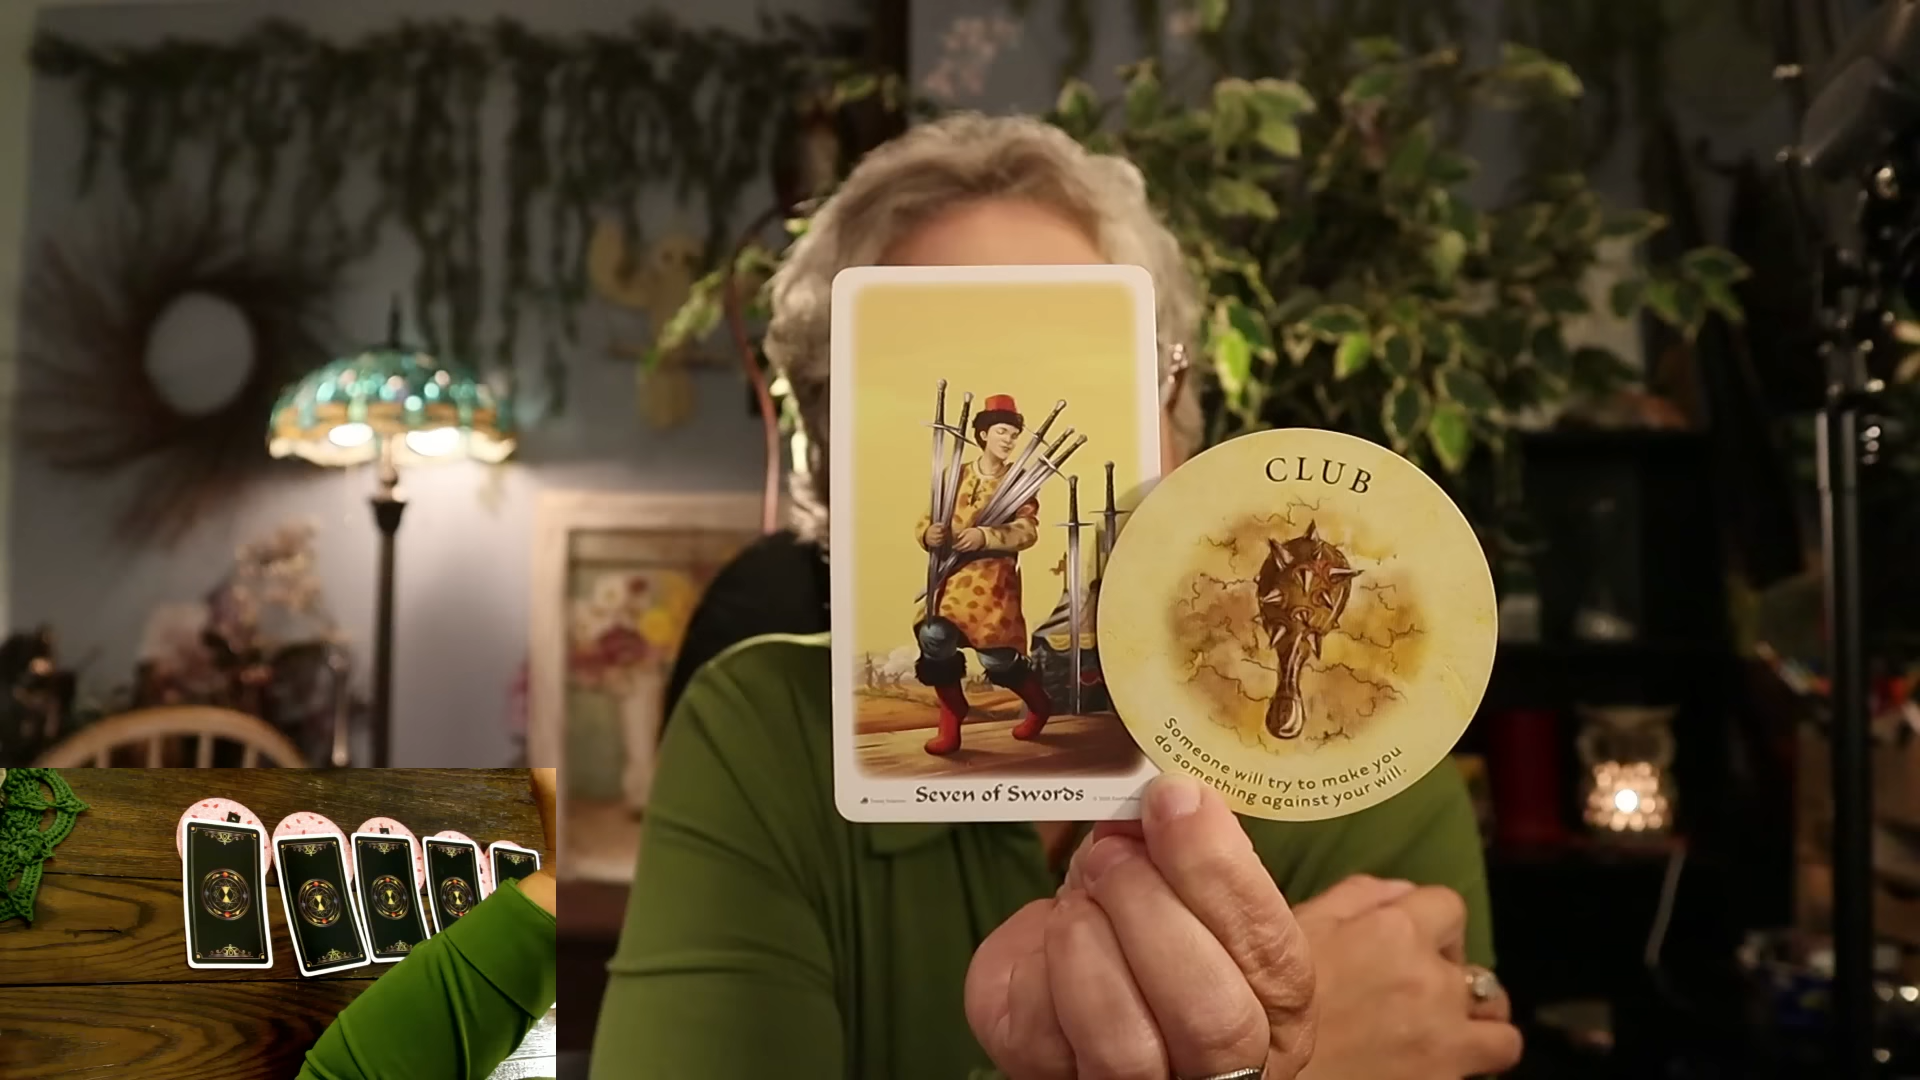 CLUB
Someone will try to make you
do something against your will.
Seven of Swords